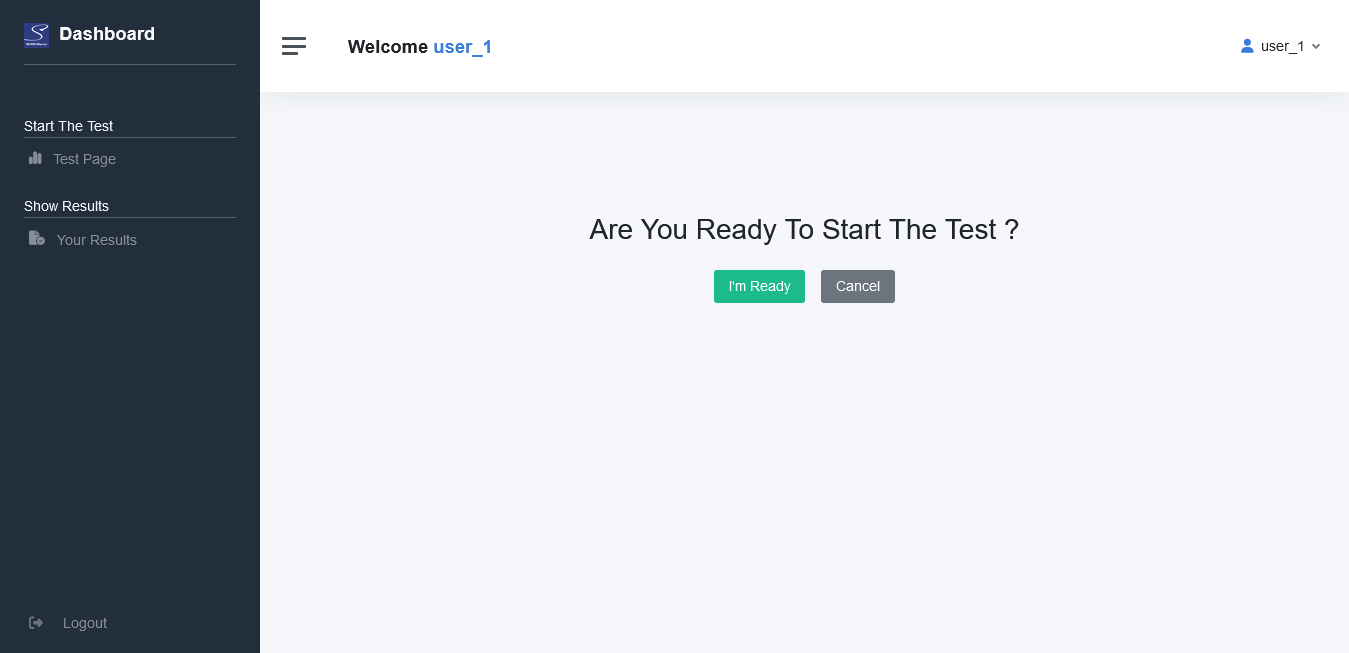 Dashboard
Welcome user_1
user_1
Start The Test
Test Page
Show Results
Your Results
Are You Ready To Start The Test ?
I'm Ready
Cancel
Logout